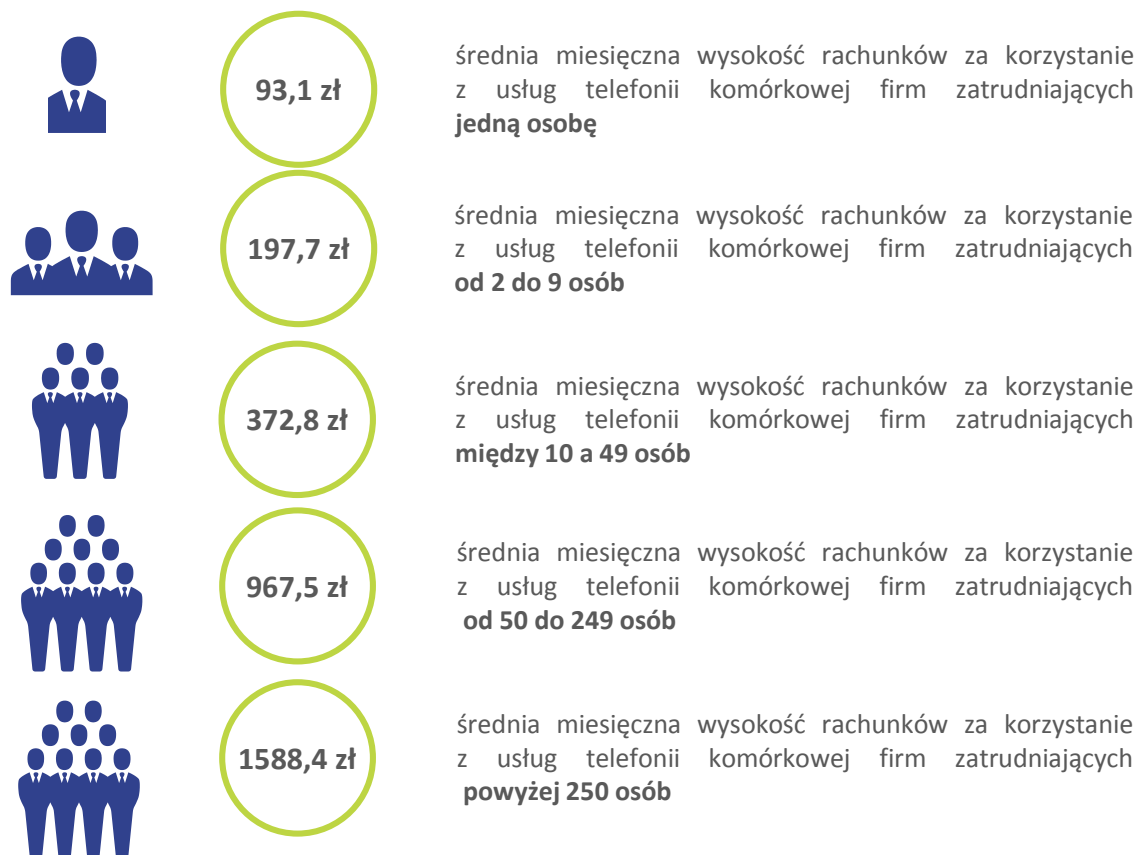 93,1 zł
średnia miesięczna wysokość rachunków za korzystanie
z usług telefonii komórkowej firm zatrudniających
jedną osobę
197,7 zł
średnia miesięczna wysokość rachunków za korzystanie
z usług telefonii komórkowej firm zatrudniających
od 2 do 9 osób
372,8 zł
średnia miesięczna wysokość rachunków za korzystanie
z usług telefonii komórkowej firm zatrudniających
między 10 a 49 osób
967,5 zł
średnia miesięczna wysokość rachunków za korzystanie
z usług telefonii komórkowej firm zatrudniających
od 50 do 249 osób
1588,4 zł
średnia miesięczna wysokość rachunków za korzystanie
z usług telefonii komórkowej firm zatrudniających
powyżej 250 osób